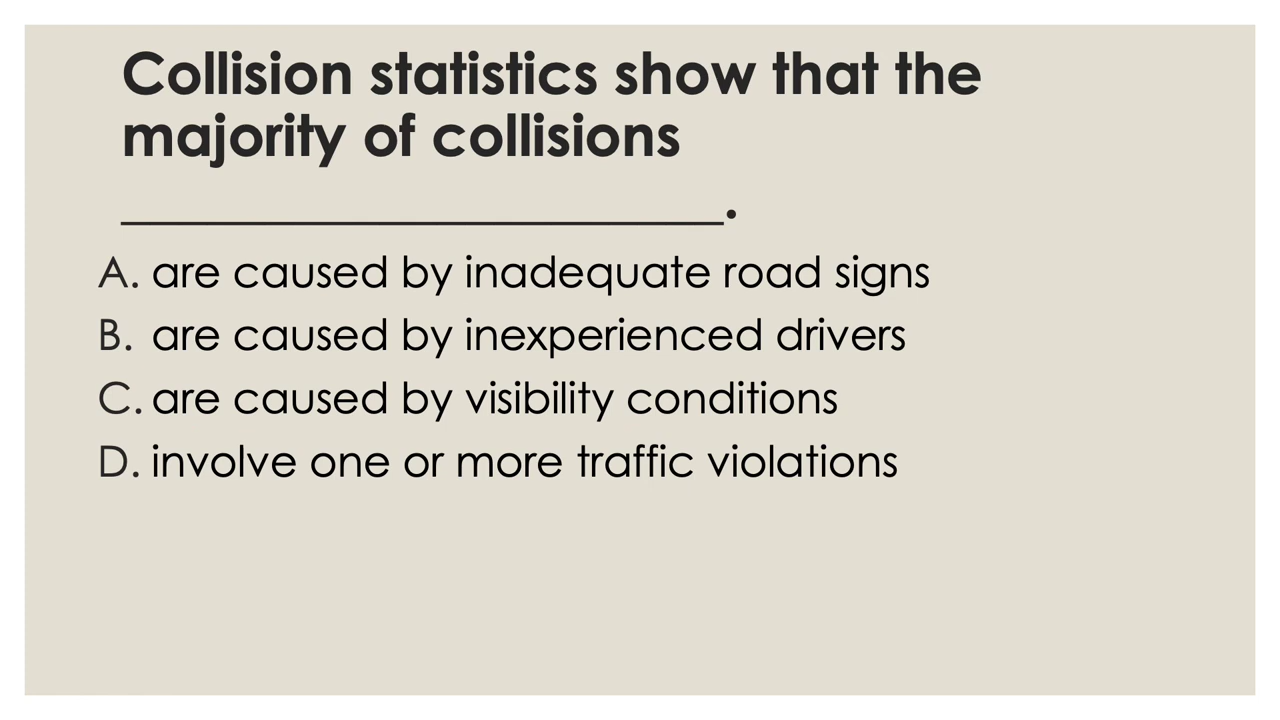 Collision statistics show that the
majority of collisions
_____________________.
A. are caused by inadequate road signs
B. are caused by inexperienced drivers
C. are caused by visibility conditions
D. involve one or more traffic violations